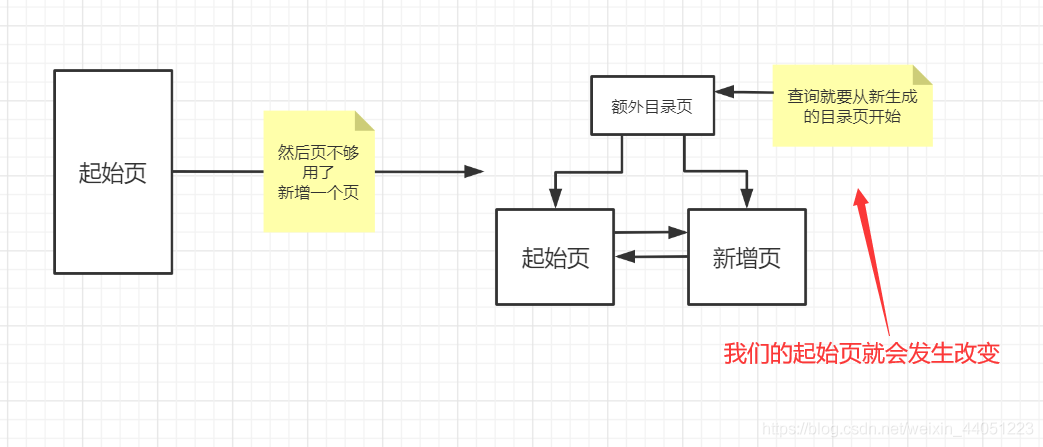 起始页
然后页不够
用了
新增一个页
额外目录页
查询就要从新生成
的目录页开始
起始页
新增页
我们的起始页就会发生改变
https://blog.csdn.net/weixin_44051223